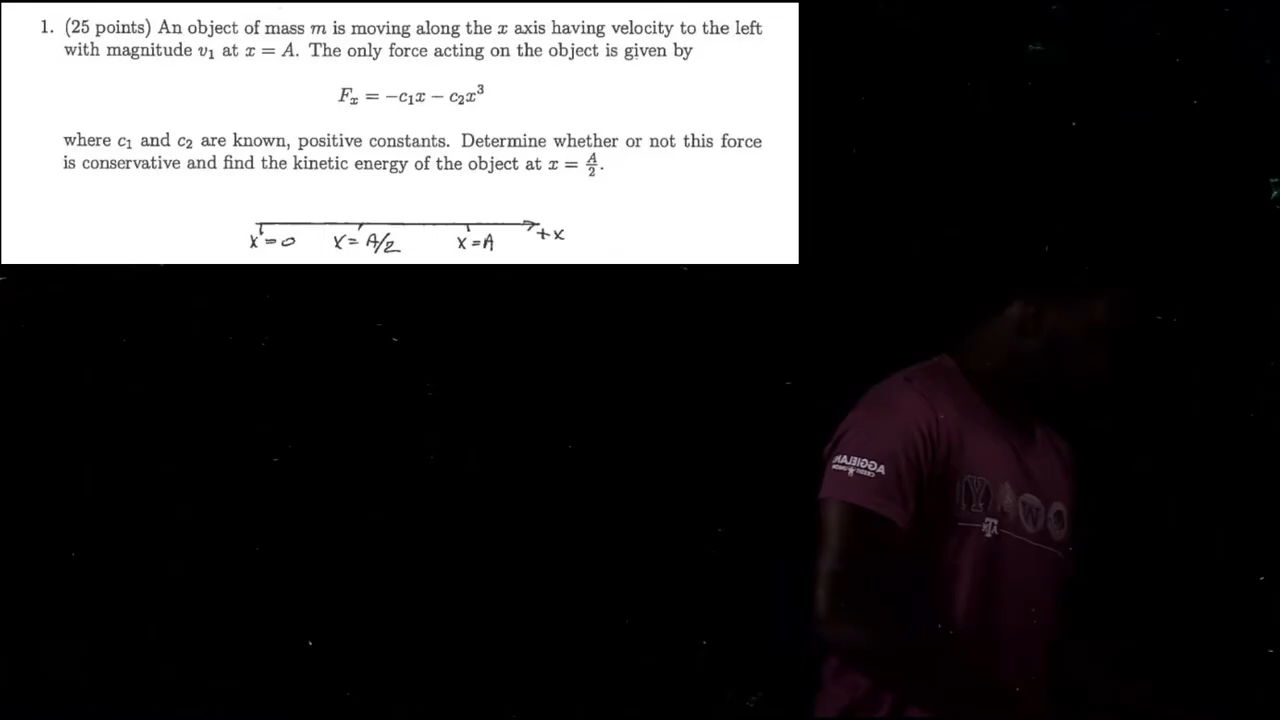 1. (25 points) An object of mass m is moving along the x axis having velocity to the left
with magnitude v₁ at x = A. The only force acting on the object is given by
Fₓ = −c₁x − c₂x³
where c₁ and c₂ are known, positive constants. Determine whether or not this force
is conservative and find the kinetic energy of the object at x = A/2.
x=0 x=A/2 x=A +x
AGGIELAND
CREDIT UNION